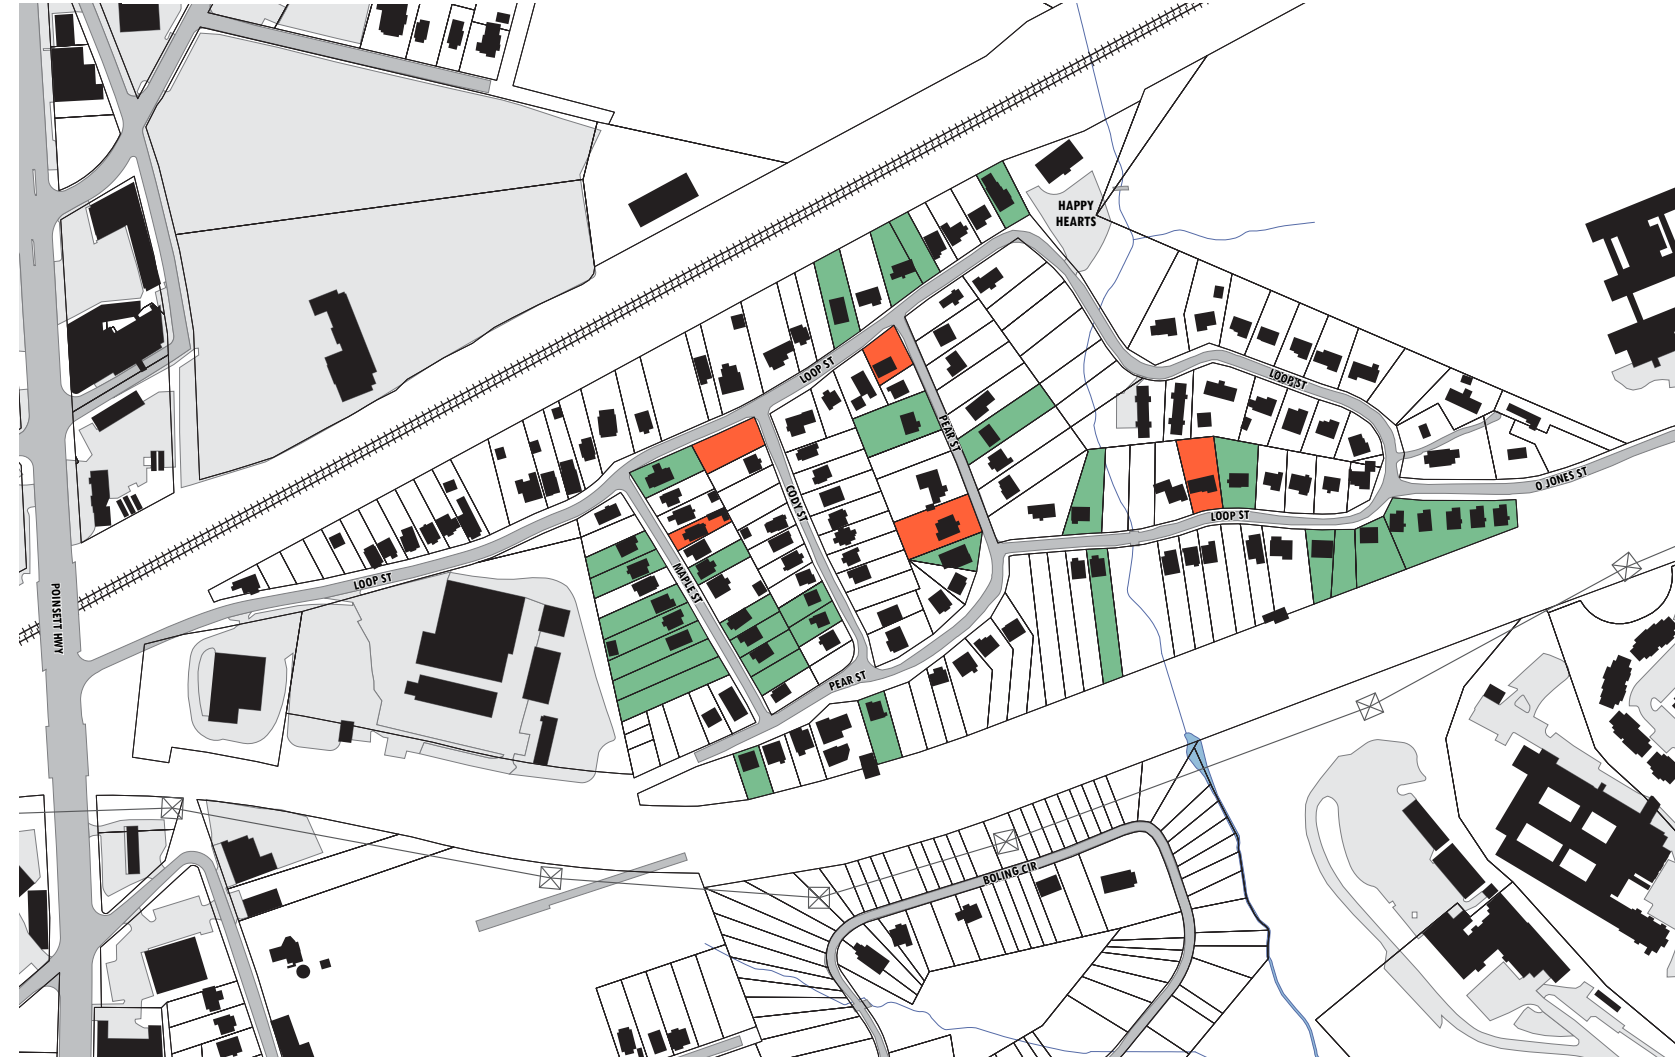 HAPPY
HEARTS
LOOP ST
LOOP ST
PEAR ST
O JONES ST
CODY ST
LOOP ST
LOOP ST
MAPLE ST
POINSETT HWY
PEAR ST
BOLING CIR